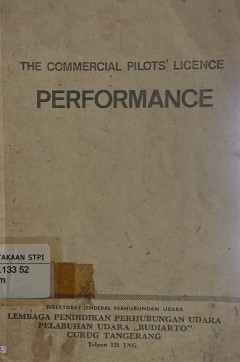 THE COMMERCIAL PILOTS' LICENCE
PERFORMANCE
TAKAAN STPI
.133 52
m
DIREKTORAT JENDERAL PERHUBUNGAN UDARA
LEMBAGA PENDIDIKAN PERHUBUNGAN UDARA
PELABUHAN UDARA „BUDIARTO"
CURUG TANGERANG
Telpon 123 TNG.